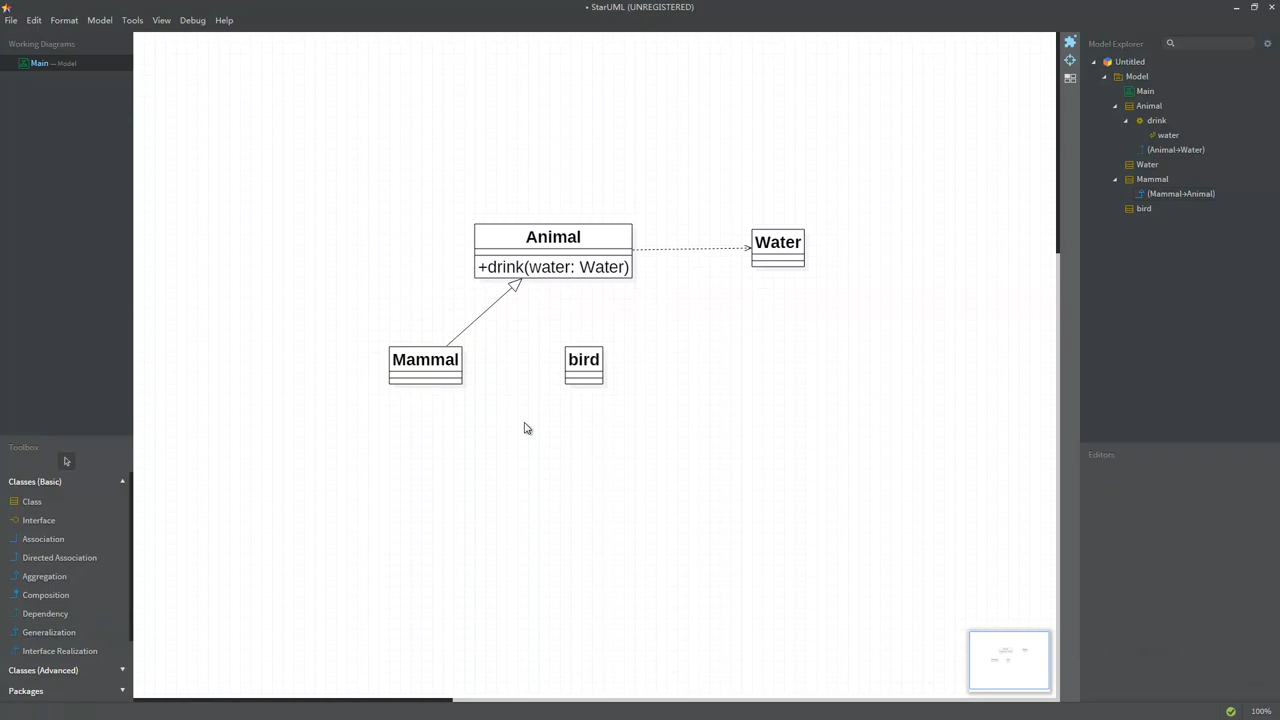 • StarUML (UNREGISTERED)
File Edit Format Model Tools View Debug Help
Working Diagrams
Main — Model
Animal
+drink(water: Water)
Water
Mammal
bird
Toolbox
Classes (Basic)
Class
Interface
Association
Directed Association
Aggregation
Composition
Dependency
Generalization
Interface Realization
Classes (Advanced)
Packages
Model Explorer
Untitled
Model
Main
Animal
drink
water
(Animal→Water)
Water
Mammal
(Mammal→Animal)
bird
Editors
100%